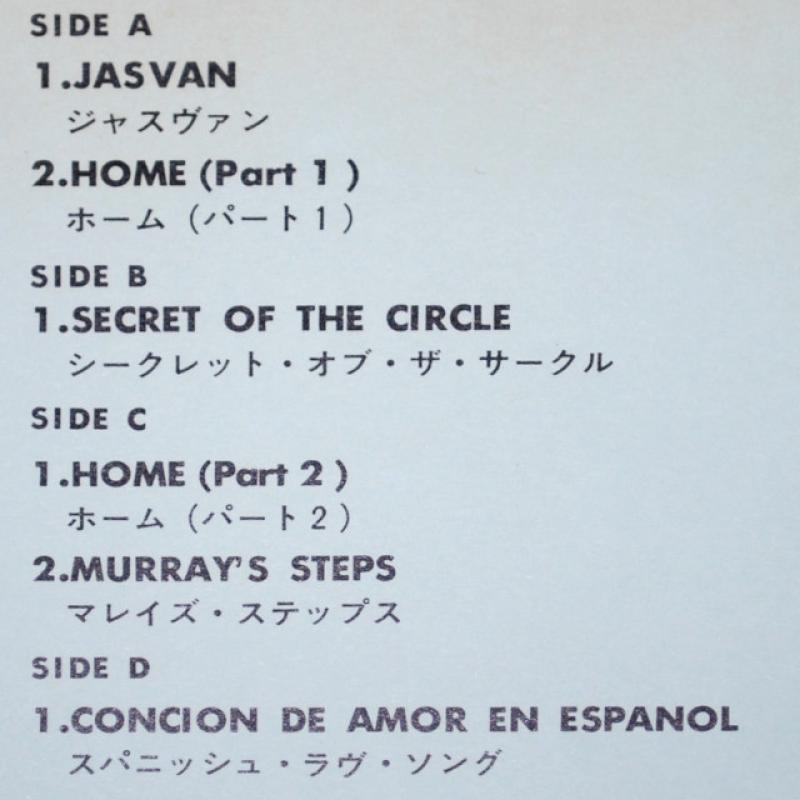 SIDE A
1.JASVAN
ジャスヴァン
2.HOME (Part 1 )
ホーム（パート1）
SIDE B
1.SECRET OF THE CIRCLE
シークレット・オブ・ザ・サークル
SIDE C
1.HOME (Part 2 )
ホーム（パート2）
2.MURRAY'S STEPS
マレイズ・ステップス
SIDE D
1.CONCION DE AMOR EN ESPANOL
スパニッシュ・ラヴ・ソング